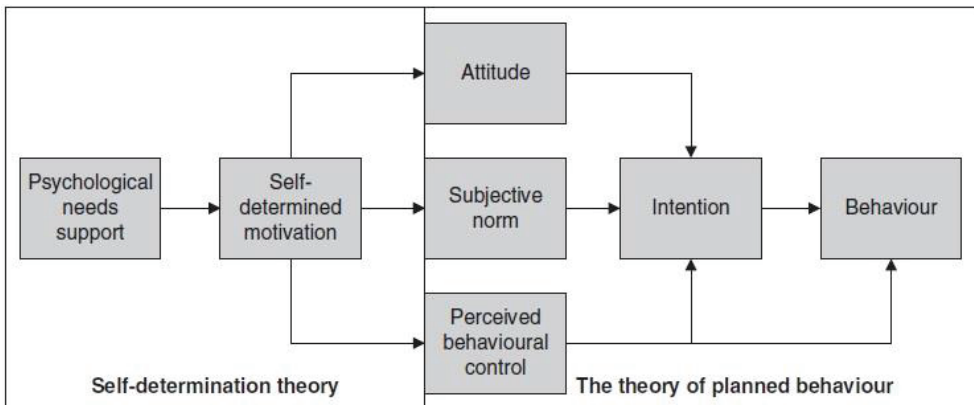 Attitude
Psychological
needs
support
Self-
determined
motivation
Subjective
norm
Intention
Behaviour
Perceived
behavioural
control
Self-determination theory
The theory of planned behaviour